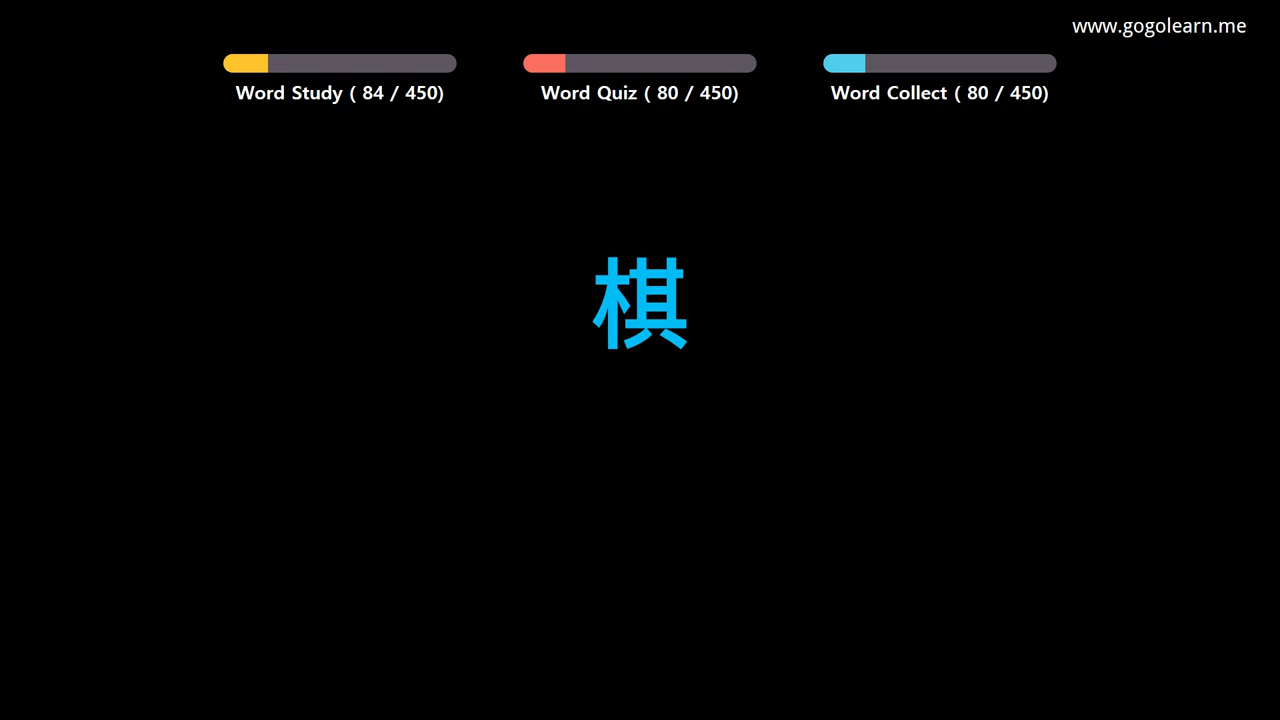 www.gogolearn.me
Word Study ( 84 / 450)
Word Quiz ( 80 / 450)
Word Collect ( 80 / 450)
棋